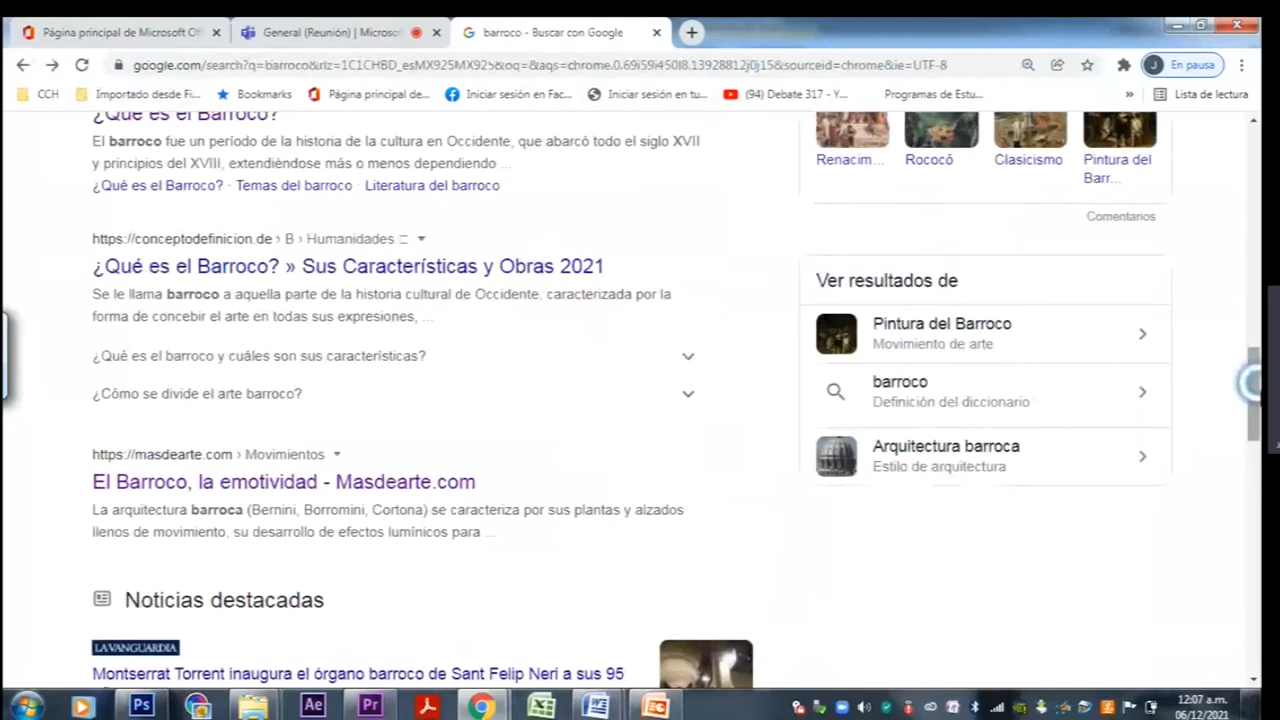 Página principal de Microsoft Of
General (Reunión) | Microso
barroco - Buscar con Google
google.com/search?q=barroco&rlz=1C1CHBD_esMX925MX925&oq=&aqs=chrome.0.69i59i450l8.13928812j0j15&sourceid=chrome&ie=UTF-8
J En pausa
CCH
Importado desde Fi...
Bookmarks
Página principal de...
Iniciar sesión en Fac...
Iniciar sesión en tu...
(94) Debate 317 - Y...
Programas de Estu...
»
Lista de lectura
¿Qué es el Barroco?
El barroco fue un período de la historia de la cultura en Occidente, que abarcó todo el siglo XVII
y principios del XVIII, extendiéndose más o menos dependiendo ...
¿Qué es el Barroco? · Temas del barroco · Literatura del barroco
https://conceptodefinicion.de › B › Humanidades
¿Qué es el Barroco? » Sus Características y Obras 2021
Se le llama barroco a aquella parte de la historia cultural de Occidente, caracterizada por la
forma de concebir el arte en todas sus expresiones, ...
¿Qué es el barroco y cuáles son sus características?
¿Cómo se divide el arte barroco?
https://masdearte.com › Movimientos
El Barroco, la emotividad - Masdearte.com
La arquitectura barroca (Bernini, Borromini, Cortona) se caracteriza por sus plantas y alzados
llenos de movimiento, su desarrollo de efectos lumínicos para ...
Noticias destacadas
LAVANGUARDIA
Montserrat Torrent inaugura el órgano barroco de Sant Felip Neri a sus 95
Renacim...
Rococó
Clasicismo
Pintura del
Barr...
Comentarios
Ver resultados de
Pintura del Barroco
Movimiento de arte
barroco
Definición del diccionario
Arquitectura barroca
Estilo de arquitectura
Ps
Ae
Pr
12:07 a.m.
06/12/2021